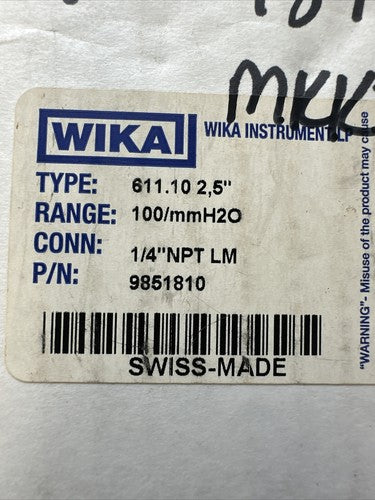 MKK
WIKA
WIKA INSTRUMENT LP
TYPE: 611.10 2,5"
RANGE: 100/mmH2O
CONN: 1/4"NPT LM
P/N: 9851810
SWISS-MADE
"WARNING"- Misuse of the product may cause